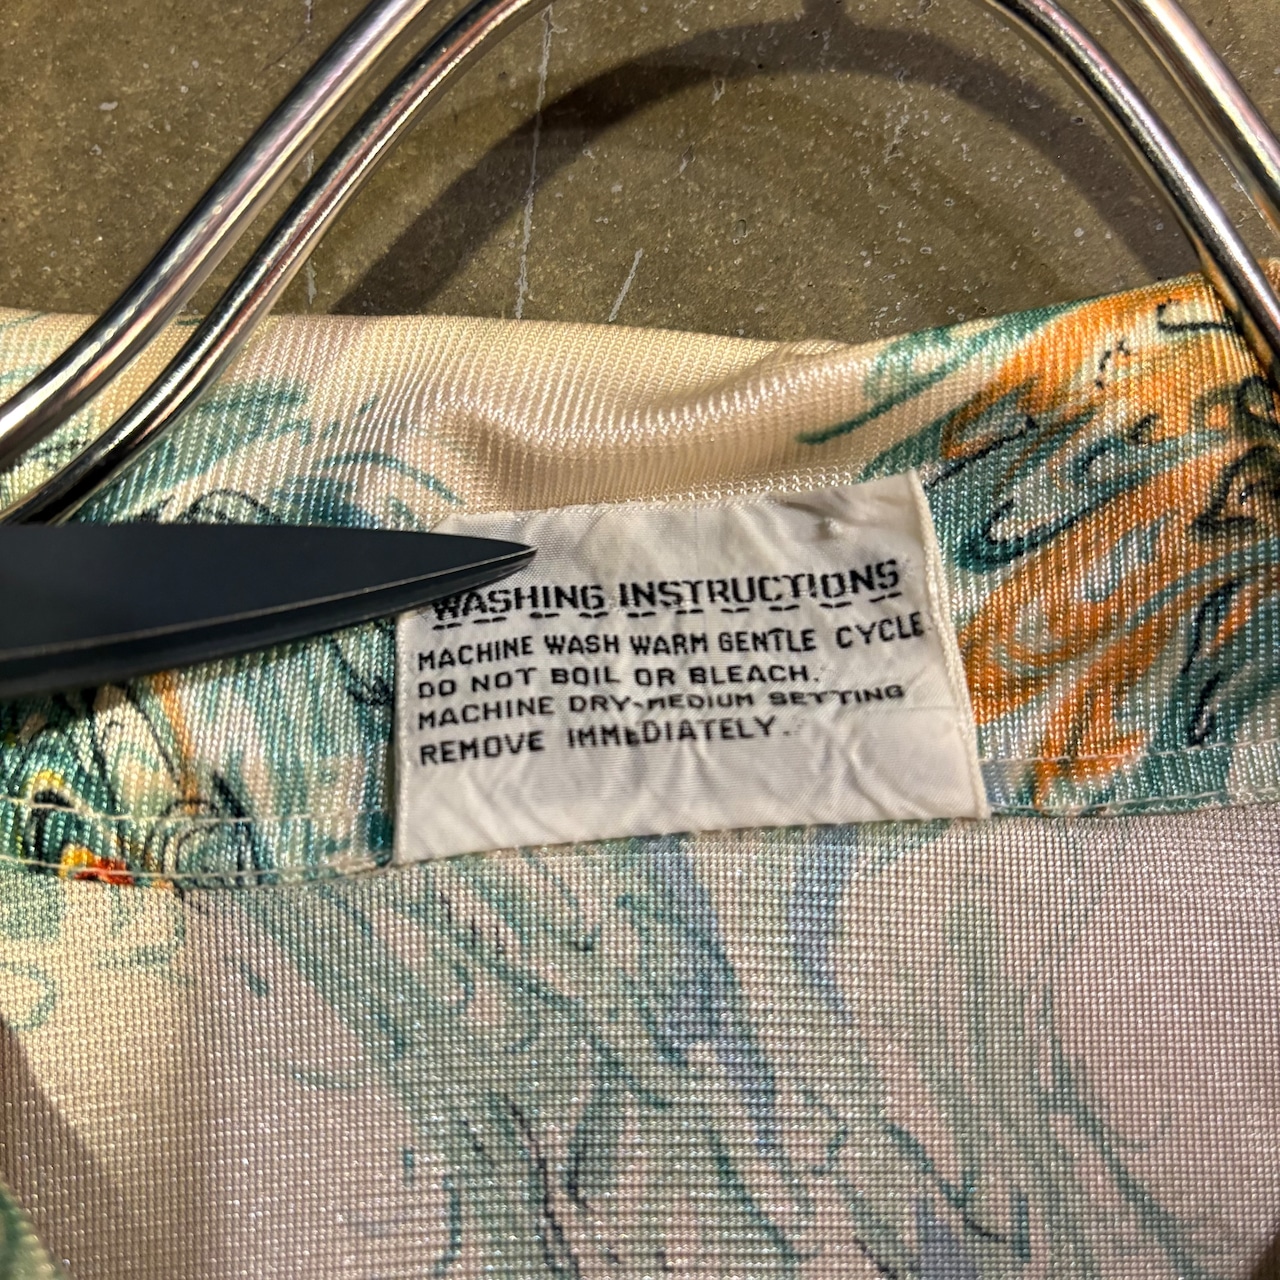 WASHING INSTRUCTIONS
MACHINE WASH WARM GENTLE CYCLE
DO NOT BOIL OR BLEACH.
MACHINE DRY-MEDIUM SETTING
REMOVE IMMEDIATELY.